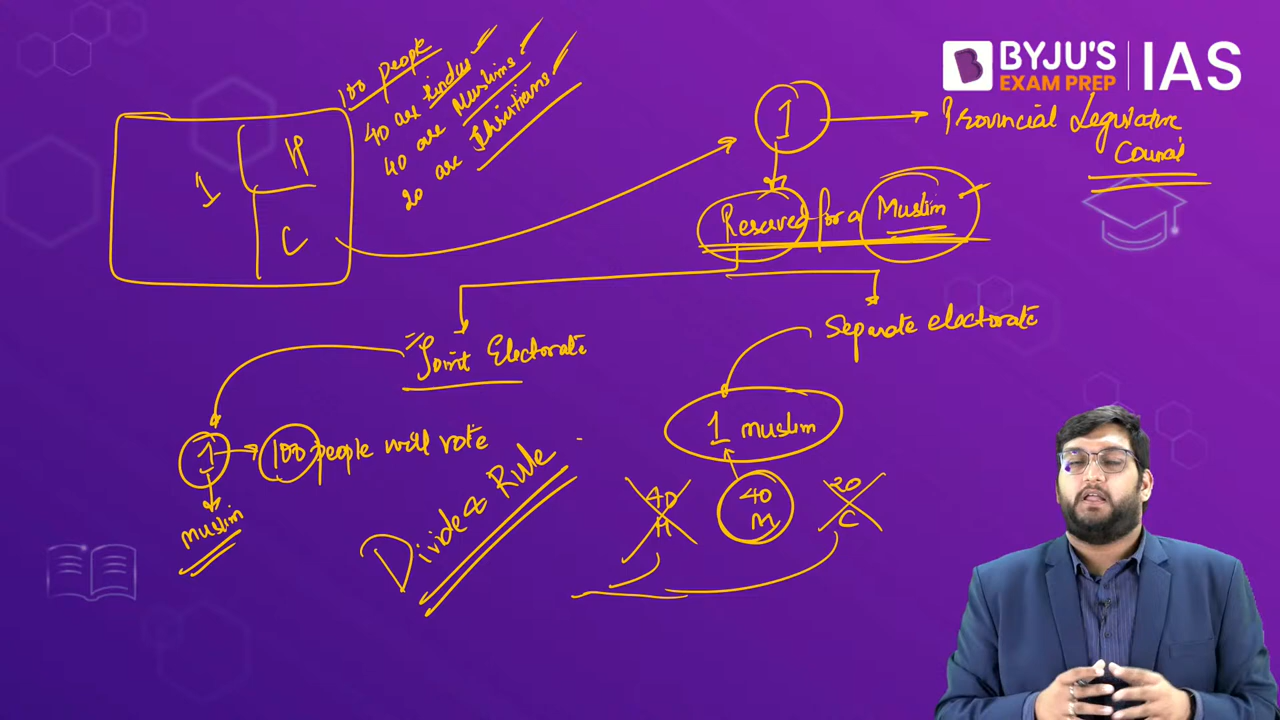 BYJU'S
EXAM PREP
IAS
100 people
40 are Hindus
40 are Muslims
20 are Christians
1
H
C
1
Provincial Legislative
Council
Reserved for a Muslim
Joint Electorate
Separate electorate
1 100 people will vote
muslim
1 muslim
40
H
40
M
20
C
Divide & Rule